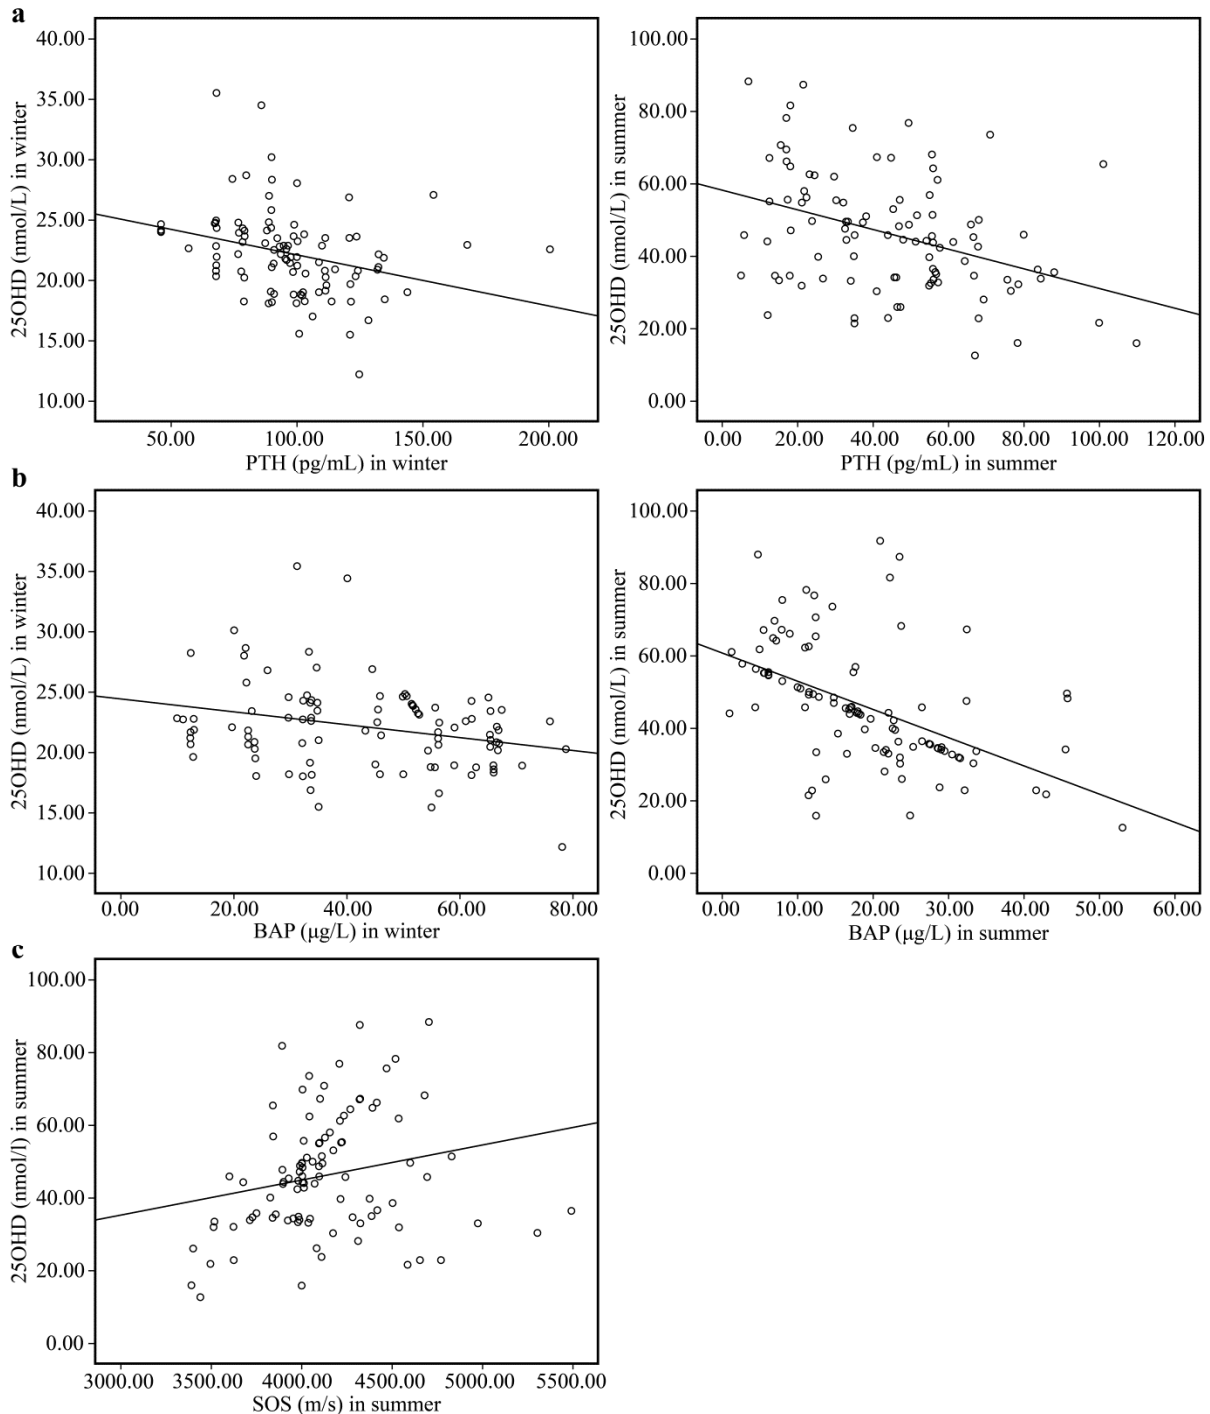 a
40.00
35.00
30.00
25.00
20.00
15.00
10.00
25OHD (nmol/L) in winter
50.00 100.00 150.00 200.00
PTH (pg/mL) in winter
100.00
80.00
60.00
40.00
20.00
0.00
25OHD (nmol/L) in summer
0.00 20.00 40.00 60.00 80.00 100.00 120.00
PTH (pg/mL) in summer
b
40.00
35.00
30.00
25.00
20.00
15.00
10.00
25OHD (nmol/L) in winter
0.00 20.00 40.00 60.00 80.00
BAP (μg/L) in winter
100.00
80.00
60.00
40.00
20.00
0.00
25OHD (nmol/L) in summer
0.00 10.00 20.00 30.00 40.00 50.00 60.00
BAP (μg/L) in summer
c
100.00
80.00
60.00
40.00
20.00
0.00
25OHD (nmol/l) in summer
3000.00 3500.00 4000.00 4500.00 5000.00 5500.00
SOS (m/s) in summer